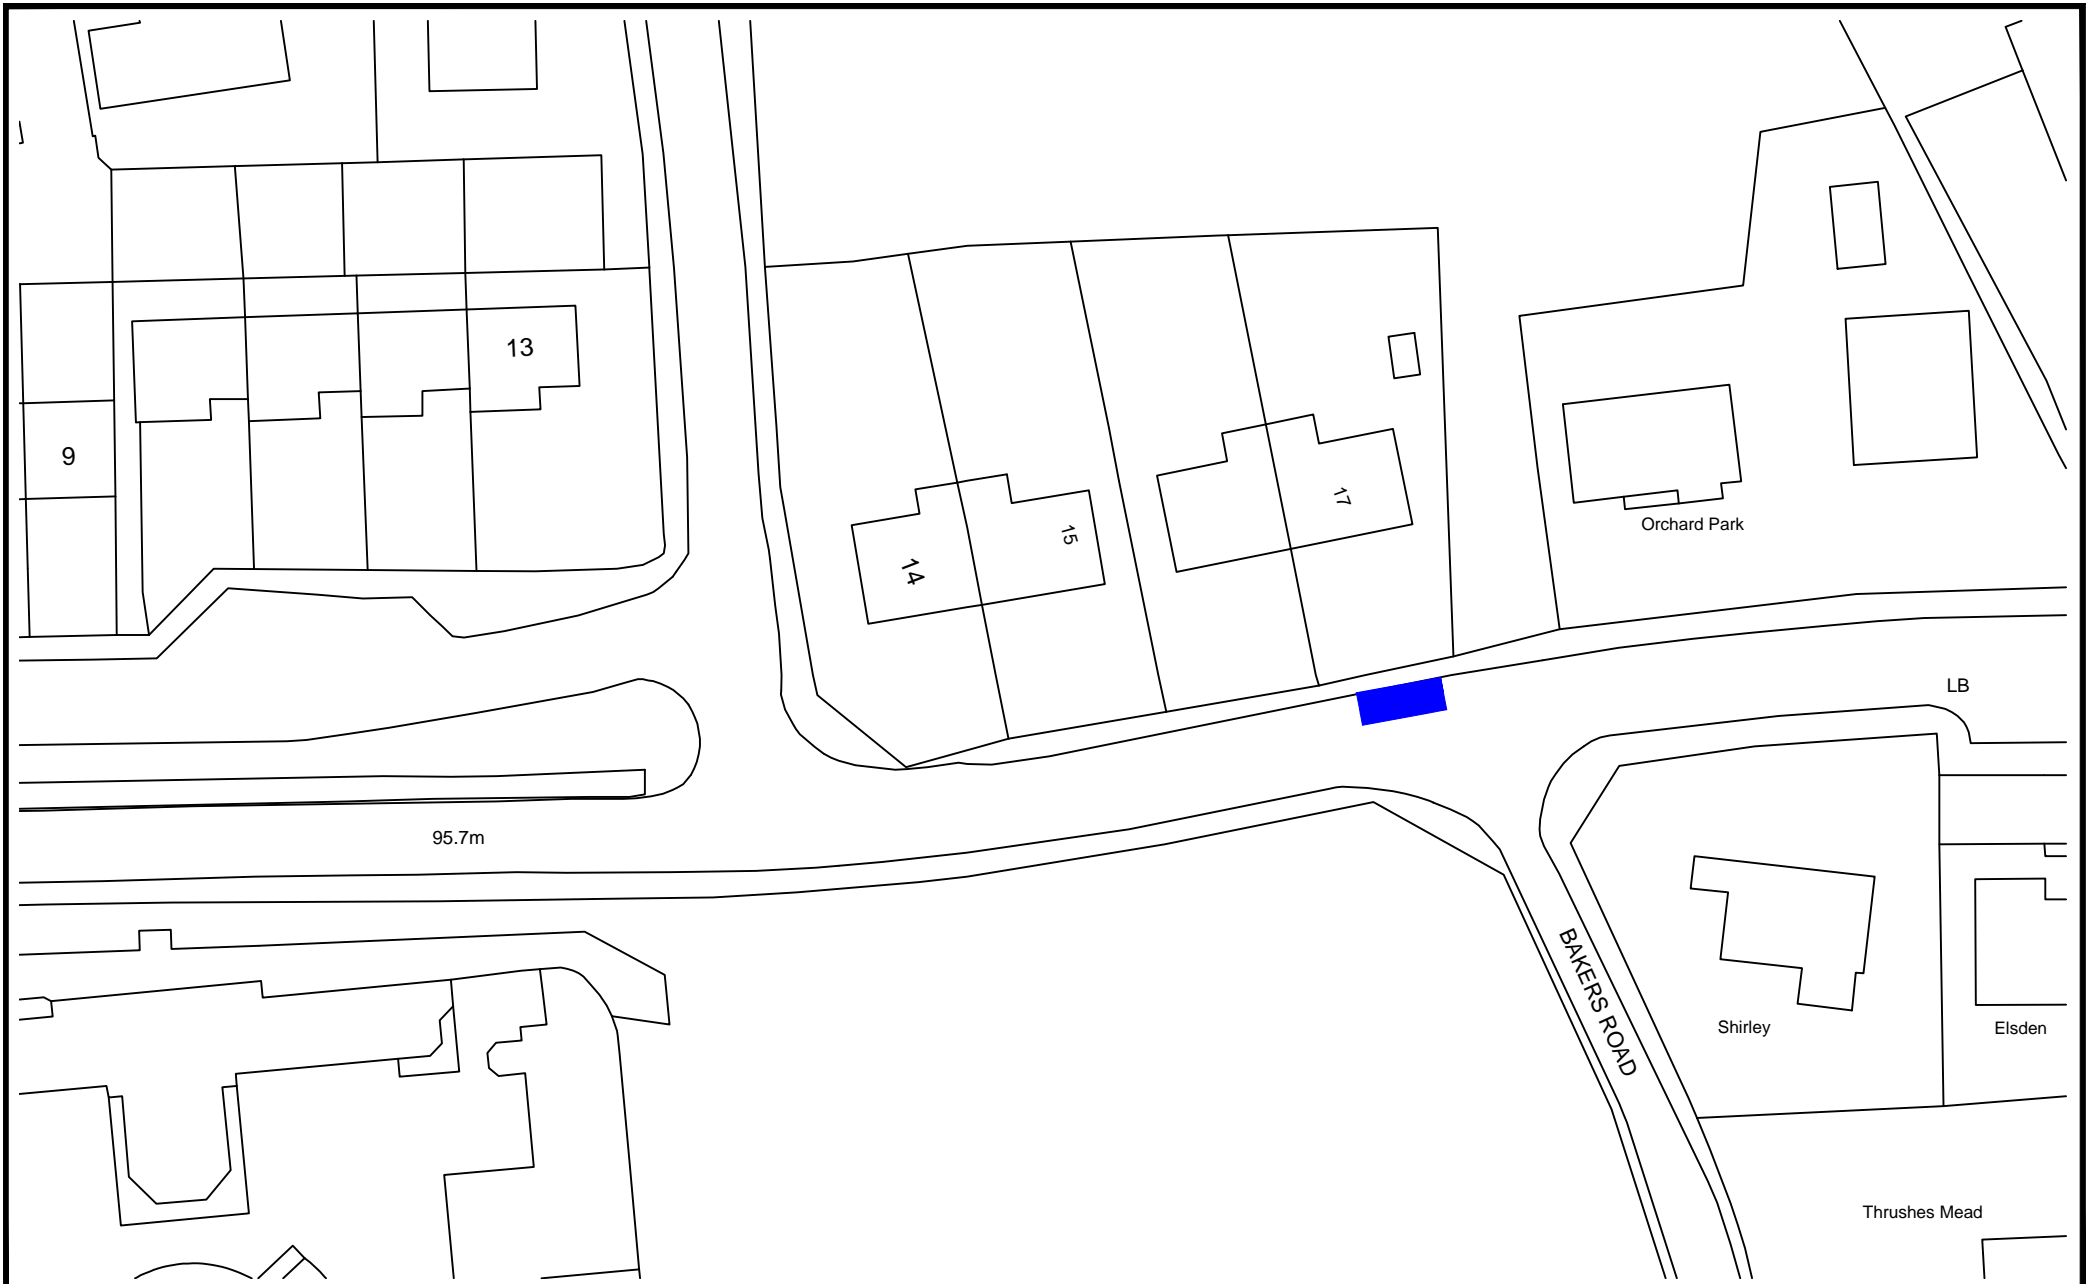 13
9
17
15
Orchard Park
14
LB
95.7m
BAKERS ROAD
Shirley
Elsden
Thrushes Mead